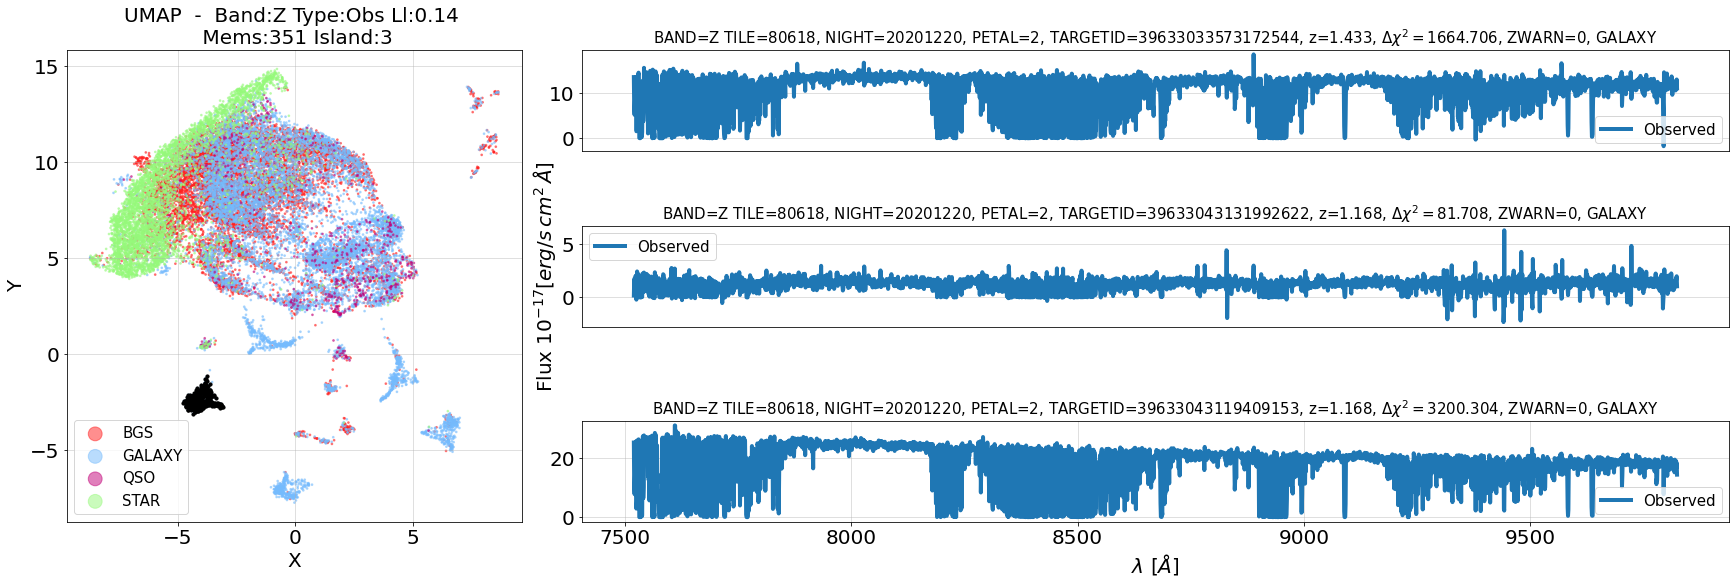 UMAP - Band:Z Type:Obs Ll:0.14
Mems:351 Island:3
15
10
5
0
−5
Y
BGS
GALAXY
QSO
STAR
−5
0
5
X
Flux 10⁻¹⁷[erg/s cm² Å]
BAND=Z TILE=80618, NIGHT=20201220, PETAL=2, TARGETID=39633033573172544, z=1.433, Δχ² = 1664.706, ZWARN=0, GALAXY
10
0
Observed
BAND=Z TILE=80618, NIGHT=20201220, PETAL=2, TARGETID=39633043131992622, z=1.168, Δχ² = 81.708, ZWARN=0, GALAXY
5
0
Observed
BAND=Z TILE=80618, NIGHT=20201220, PETAL=2, TARGETID=39633043119409153, z=1.168, Δχ² = 3200.304, ZWARN=0, GALAXY
20
0
Observed
7500
8000
8500
9000
9500
λ [Å]